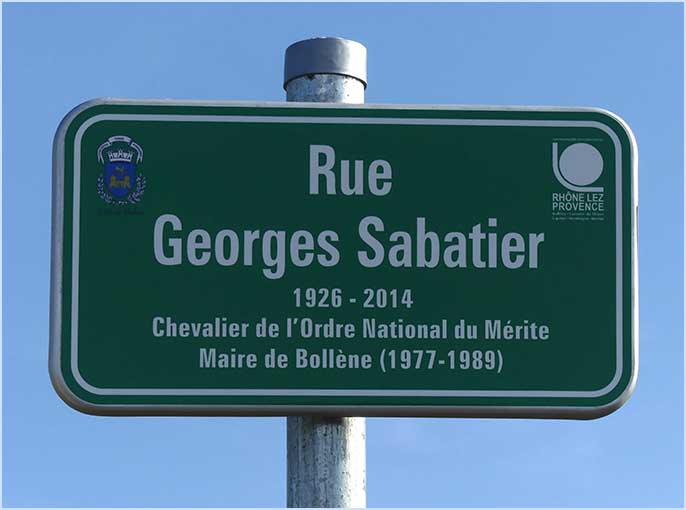 Rue
Georges Sabatier
1926 - 2014
Chevalier de l'Ordre National du Mérite
Maire de Bollène (1977-1989)
RHÔNE LEZ
PROVENCE